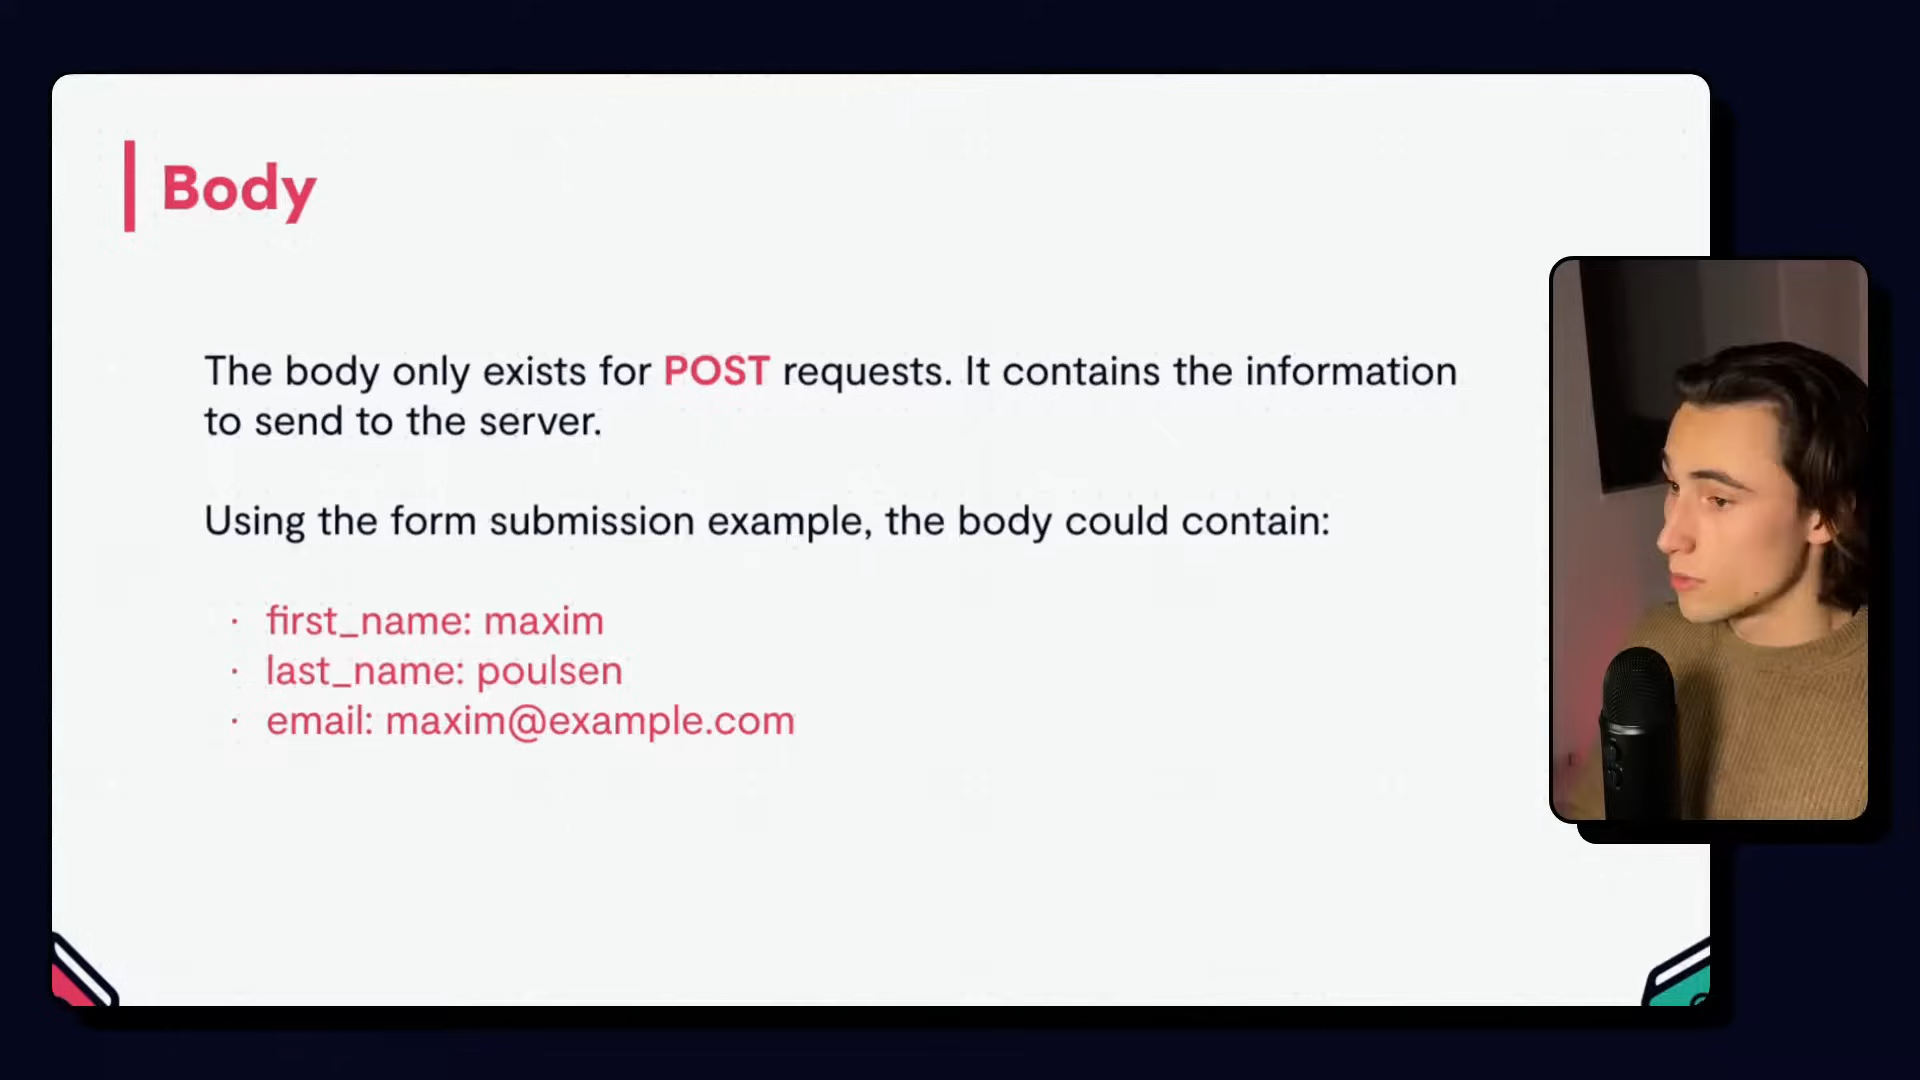 Body
The body only exists for POST requests. It contains the information
to send to the server.
Using the form submission example, the body could contain:
· first_name: maxim
· last_name: poulsen
· email: maxim@example.com